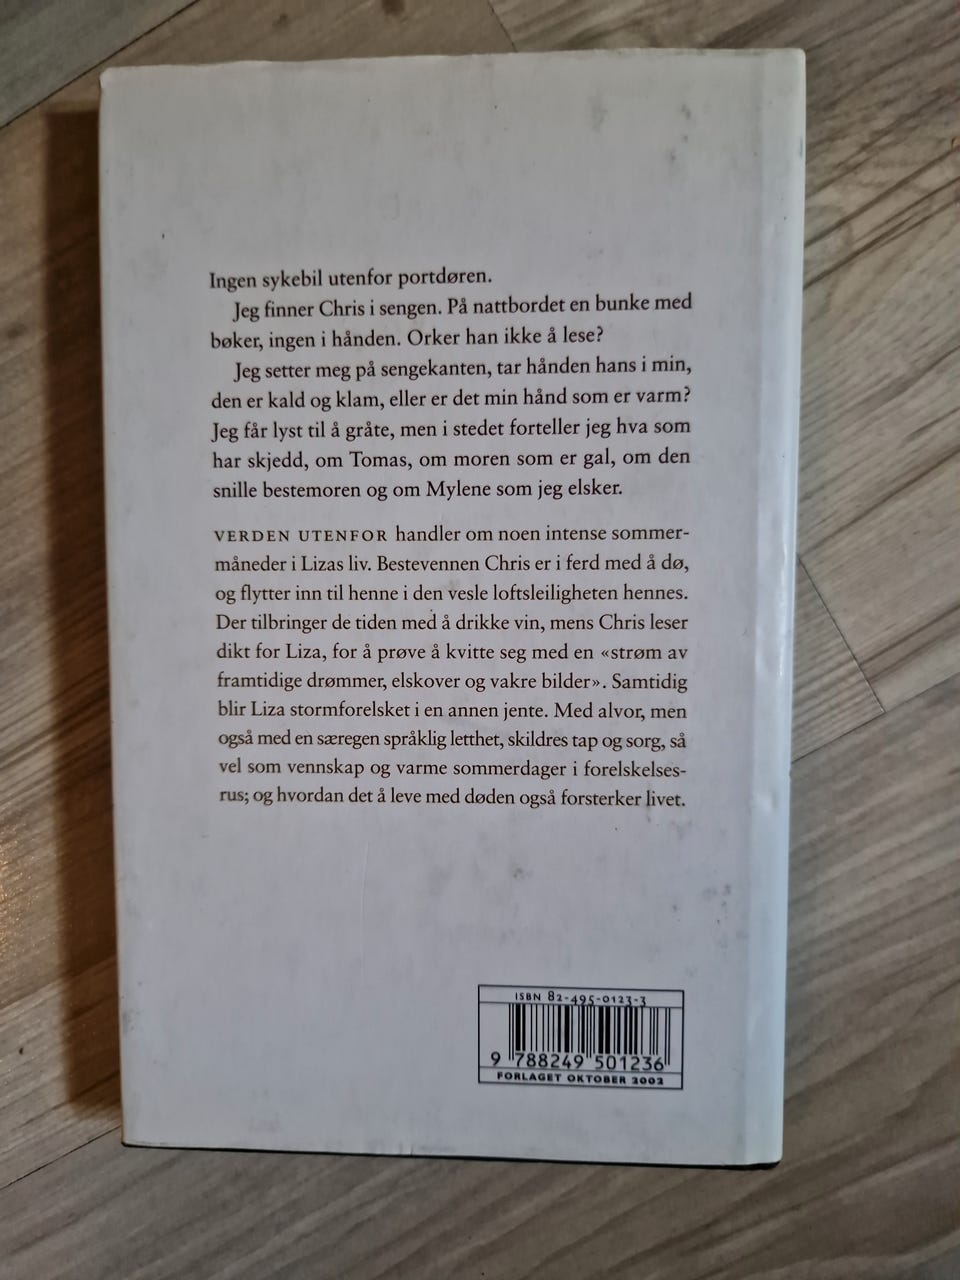 Ingen sykebil utenfor portdøren.
Jeg finner Chris i sengen. På nattbordet en bunke med
bøker, ingen i hånden. Orker han ikke å lese?
Jeg setter meg på sengekanten, tar hånden hans i min,
den er kald og klam, eller er det min hånd som er varm?
Jeg får lyst til å gråte, men i stedet forteller jeg hva som
har skjedd, om Tomas, om moren som er gal, om den
snille bestemoren og om Mylene som jeg elsker.
VERDEN UTENFOR handler om noen intense sommer-
måneder i Lizas liv. Bestevennen Chris er i ferd med å dø,
og flytter inn til henne i den vesle loftsleiligheten hennes.
Der tilbringer de tiden med å drikke vin, mens Chris leser
dikt for Liza, for å prøve å kvitte seg med en «strøm av
framtidige drømmer, elskover og vakre bilder». Samtidig
blir Liza stormforelsket i en annen jente. Med alvor, men
også med en særegen språklig letthet, skildres tap og sorg, så
vel som vennskap og varme sommerdager i forelskelses-
rus; og hvordan det å leve med døden også forsterker livet.
ISBN 82-495-0123-3
9 788249 501236
FORLAGET OKTOBER 2002